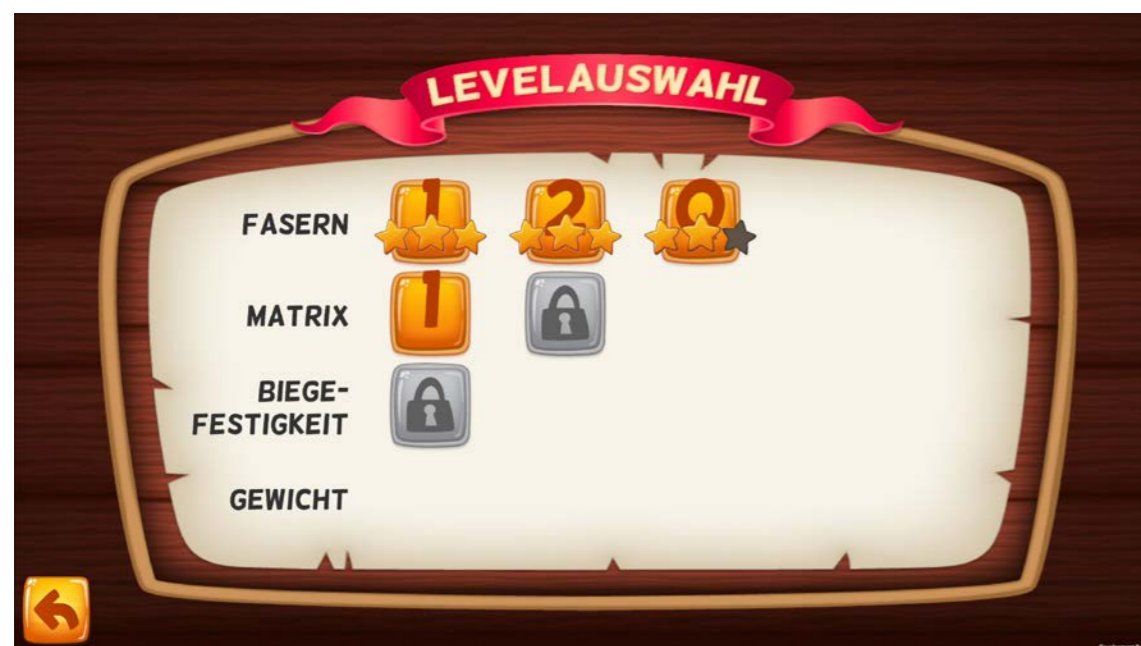 LEVELAUSWAHL
FASERN 1 2 Q
MATRIX 1
BIEGE-
FESTIGKEIT
GEWICHT